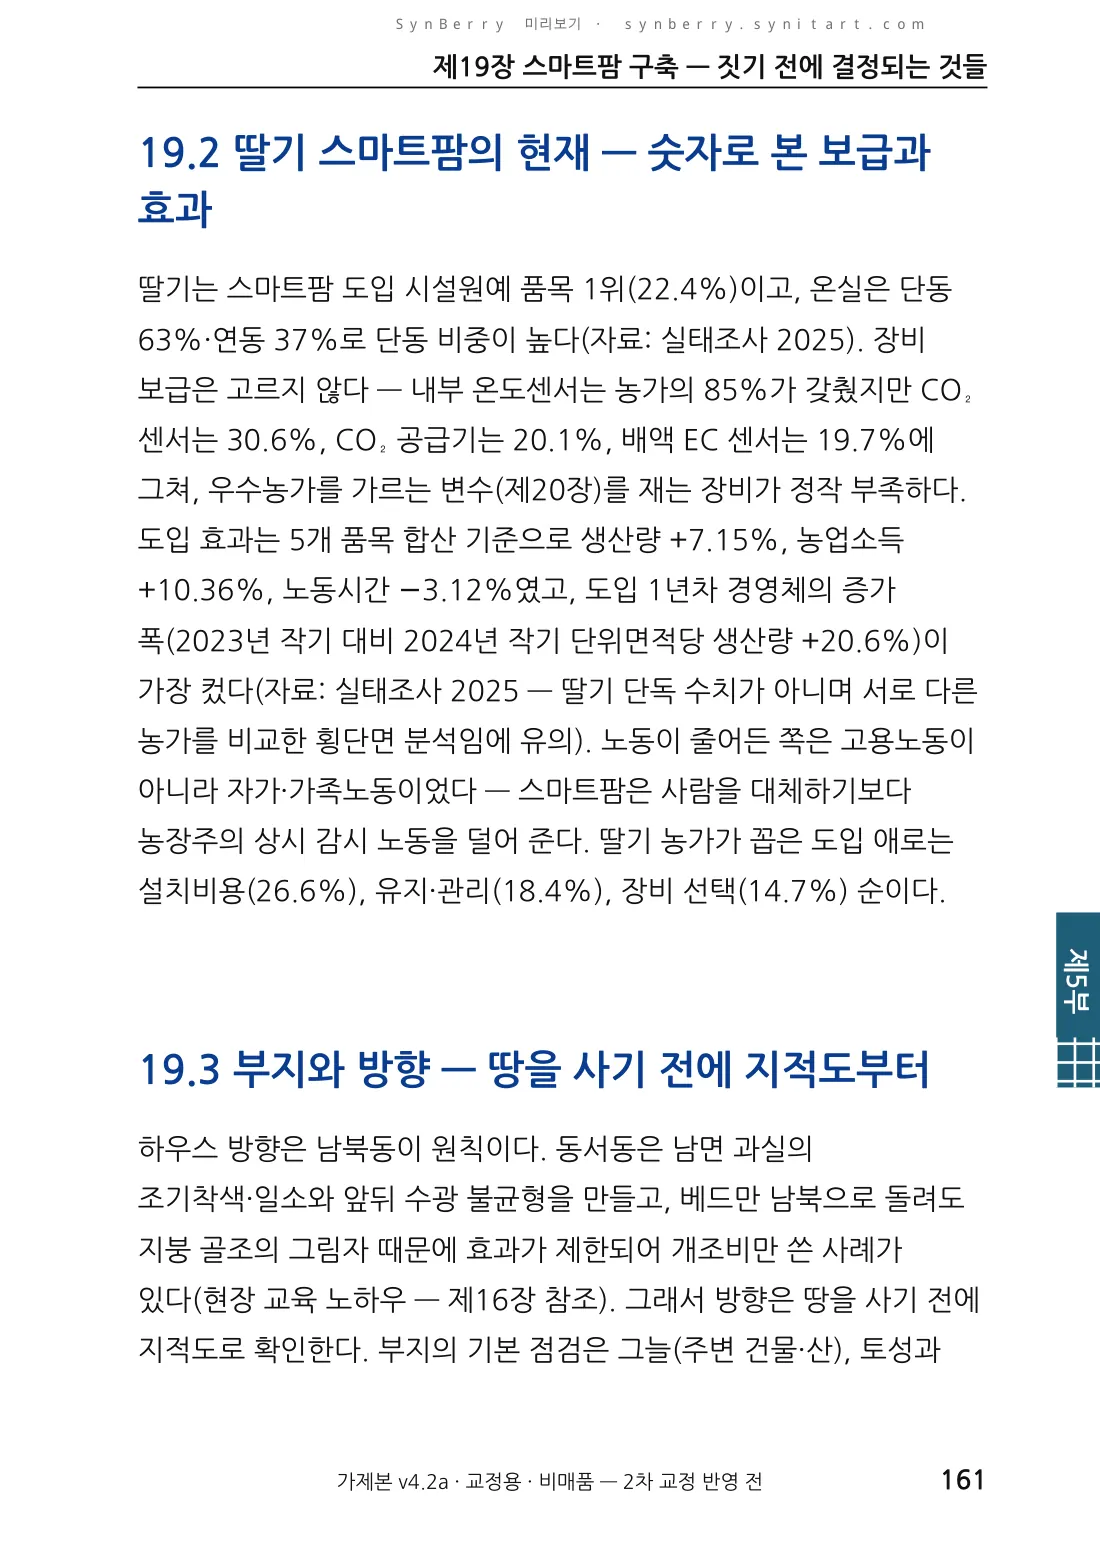 SynBerry 미리보기 · synberry.synitart.com
제19장 스마트팜 구축 — 짓기 전에 결정되는 것들
19.2 딸기 스마트팜의 현재 — 숫자로 본 보급과
효과
딸기는 스마트팜 도입 시설원예 품목 1위(22.4%)이고, 온실은 단동
63%·연동 37%로 단동 비중이 높다(자료: 실태조사 2025). 장비
보급은 고르지 않다 — 내부 온도센서는 농가의 85%가 갖췄지만 CO₂
센서는 30.6%, CO₂ 공급기는 20.1%, 배액 EC 센서는 19.7%에
그쳐, 우수농가를 가르는 변수(제20장)를 재는 장비가 정작 부족하다.
도입 효과는 5개 품목 합산 기준으로 생산량 +7.15%, 농업소득
+10.36%, 노동시간 −3.12%였고, 도입 1년차 경영체의 증가
폭(2023년 작기 대비 2024년 작기 단위면적당 생산량 +20.6%)이
가장 컸다(자료: 실태조사 2025 — 딸기 단독 수치가 아니며 서로 다른
농가를 비교한 횡단면 분석임에 유의). 노동이 줄어든 쪽은 고용노동이
아니라 자가·가족노동이었다 — 스마트팜은 사람을 대체하기보다
농장주의 상시 감시 노동을 덜어 준다. 딸기 농가가 꼽은 도입 애로는
설치비용(26.6%), 유지·관리(18.4%), 장비 선택(14.7%) 순이다.
제5부
19.3 부지와 방향 — 땅을 사기 전에 지적도부터
하우스 방향은 남북동이 원칙이다. 동서동은 남면 과실의
조기착색·일소와 앞뒤 수광 불균형을 만들고, 베드만 남북으로 돌려도
지붕 골조의 그림자 때문에 효과가 제한되어 개조비만 쓴 사례가
있다(현장 교육 노하우 — 제16장 참조). 그래서 방향은 땅을 사기 전에
지적도로 확인한다. 부지의 기본 점검은 그늘(주변 건물·산), 토성과
가제본 v4.2a · 교정용 · 비매품 — 2차 교정 반영 전
161